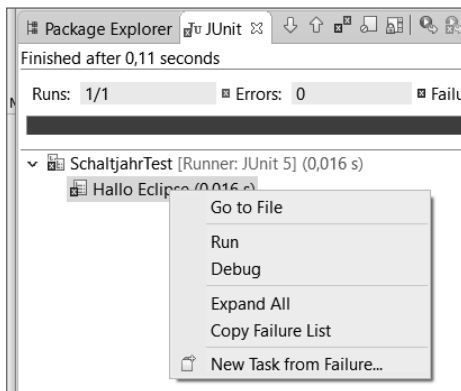 Package Explorer JUnit
Finished after 0,11 seconds
Runs: 1/1 Errors: 0
SchaltjahrTest [Runner: JUnit 5] (0,016 s)
Hallo Eclipse (0,016 s)
Go to File
Run
Debug
Expand All
Copy Failure List
New Task from Failure...